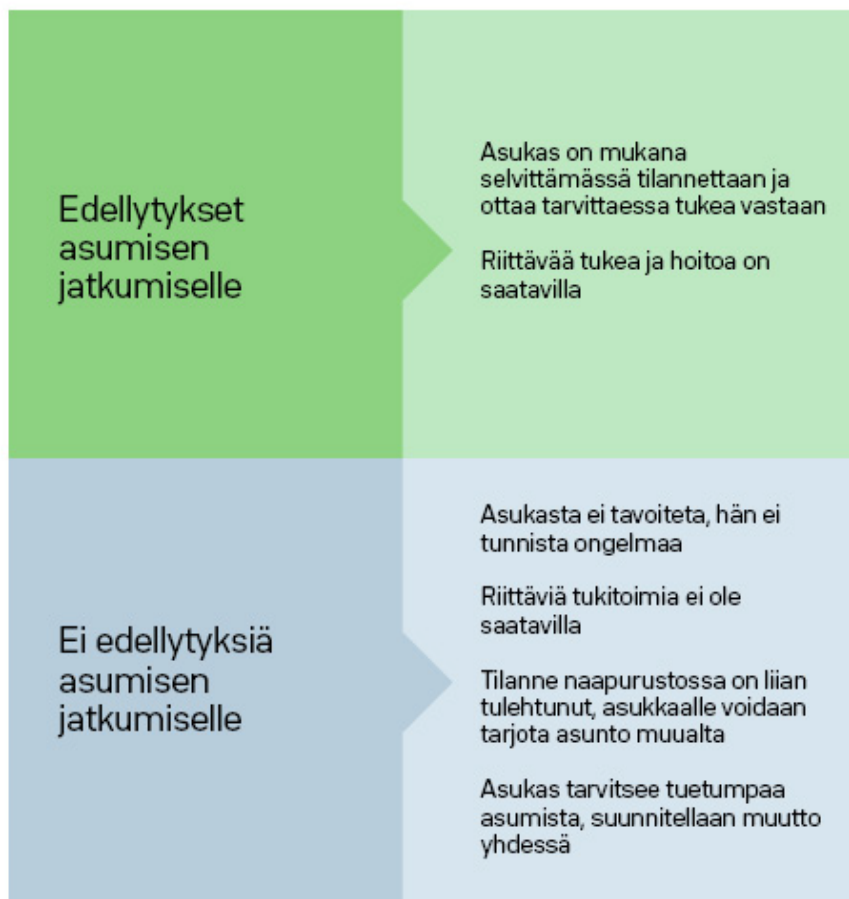 Edellytykset
asumisen
jatkumiselle
Asukas on mukana
selvittämässä tilannettaan ja
ottaa tarvittaessa tukea vastaan
Riittävää tukea ja hoitoa on
saatavilla
Ei edellytyksiä
asumisen
jatkumiselle
Asukasta ei tavoiteta, hän ei
tunnista ongelmaa
Riittäviä tukitoimia ei ole
saatavilla
Tilanne naapurustossa on liian
tulehtunut, asukkaalle voidaan
tarjota asunto muualta
Asukas tarvitsee tuetumpaa
asumista, suunnitellaan muutto
yhdessä